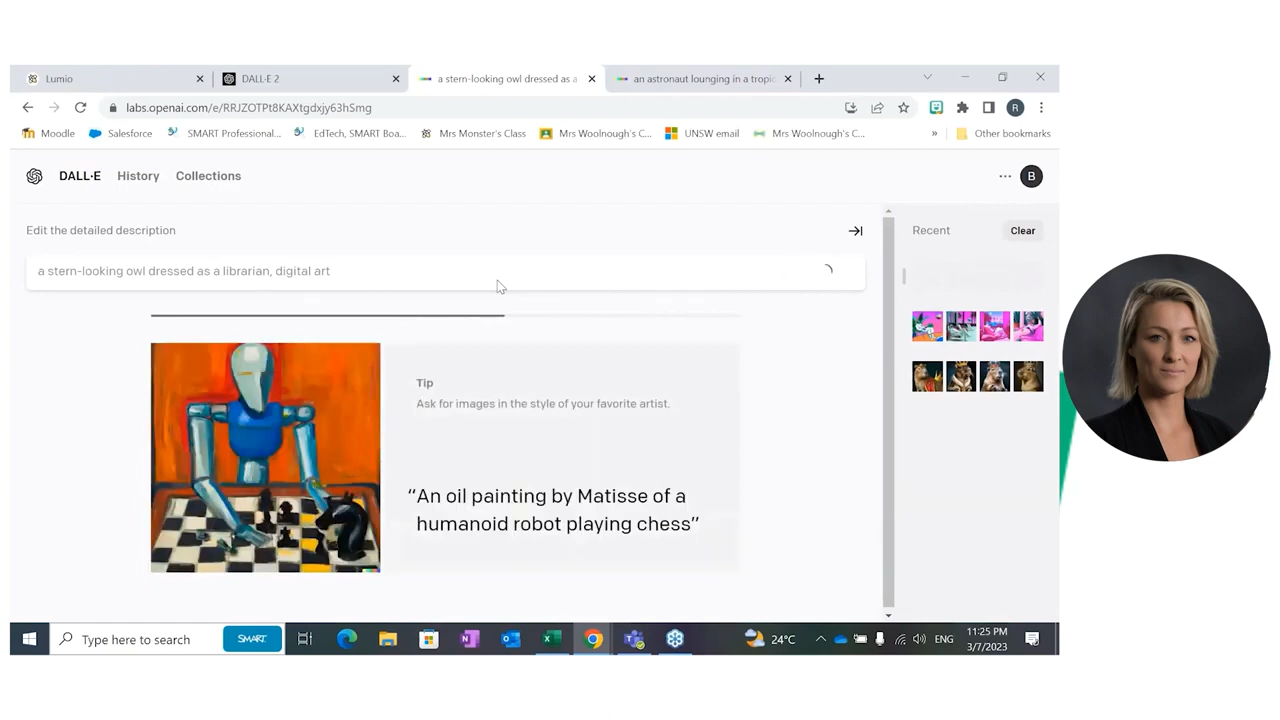 Lumio
DALL·E 2
a stern-looking owl dressed as a
an astronaut lounging in a tropic
labs.openai.com/e/RRJZOTPt8KAXtgdxjy63hSmg
R
Moodle
Salesforce
SMART Professional...
EdTech, SMART Boa...
Mrs Monster's Class
Mrs Woolnough's C...
UNSW email
Mrs Woolnough's C...
»
Other bookmarks
DALL·E
History
Collections
B
Edit the detailed description
Recent
Clear
a stern-looking owl dressed as a librarian, digital art
Tip
Ask for images in the style of your favorite artist.
“An oil painting by Matisse of a
humanoid robot playing chess”
Type here to search
SMART
24°C
ENG
11:25 PM
3/7/2023